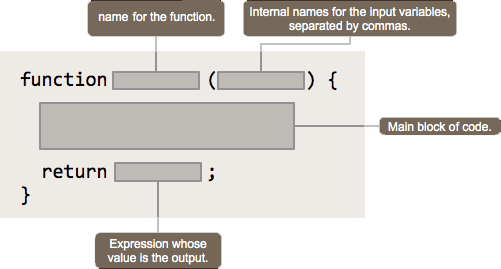 name for the function.
Internal names for the input variables,
separated by commas.
function ( ) {
Main block of code.
return ;
}
Expression whose
value is the output.